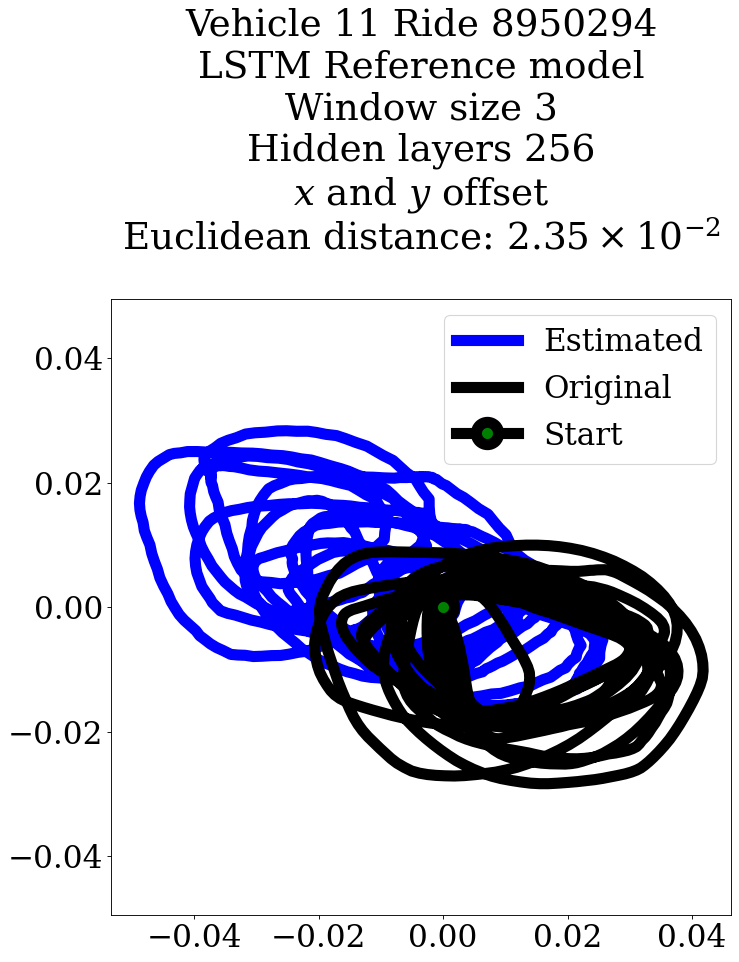 Vehicle 11 Ride 8950294
LSTM Reference model
Window size 3
Hidden layers 256
x and y offset
Euclidean distance: 2.35 × 10⁻²
Estimated
Original
Start
0.04
0.02
0.00
−0.02
−0.04
−0.04 −0.02 0.00 0.02 0.04